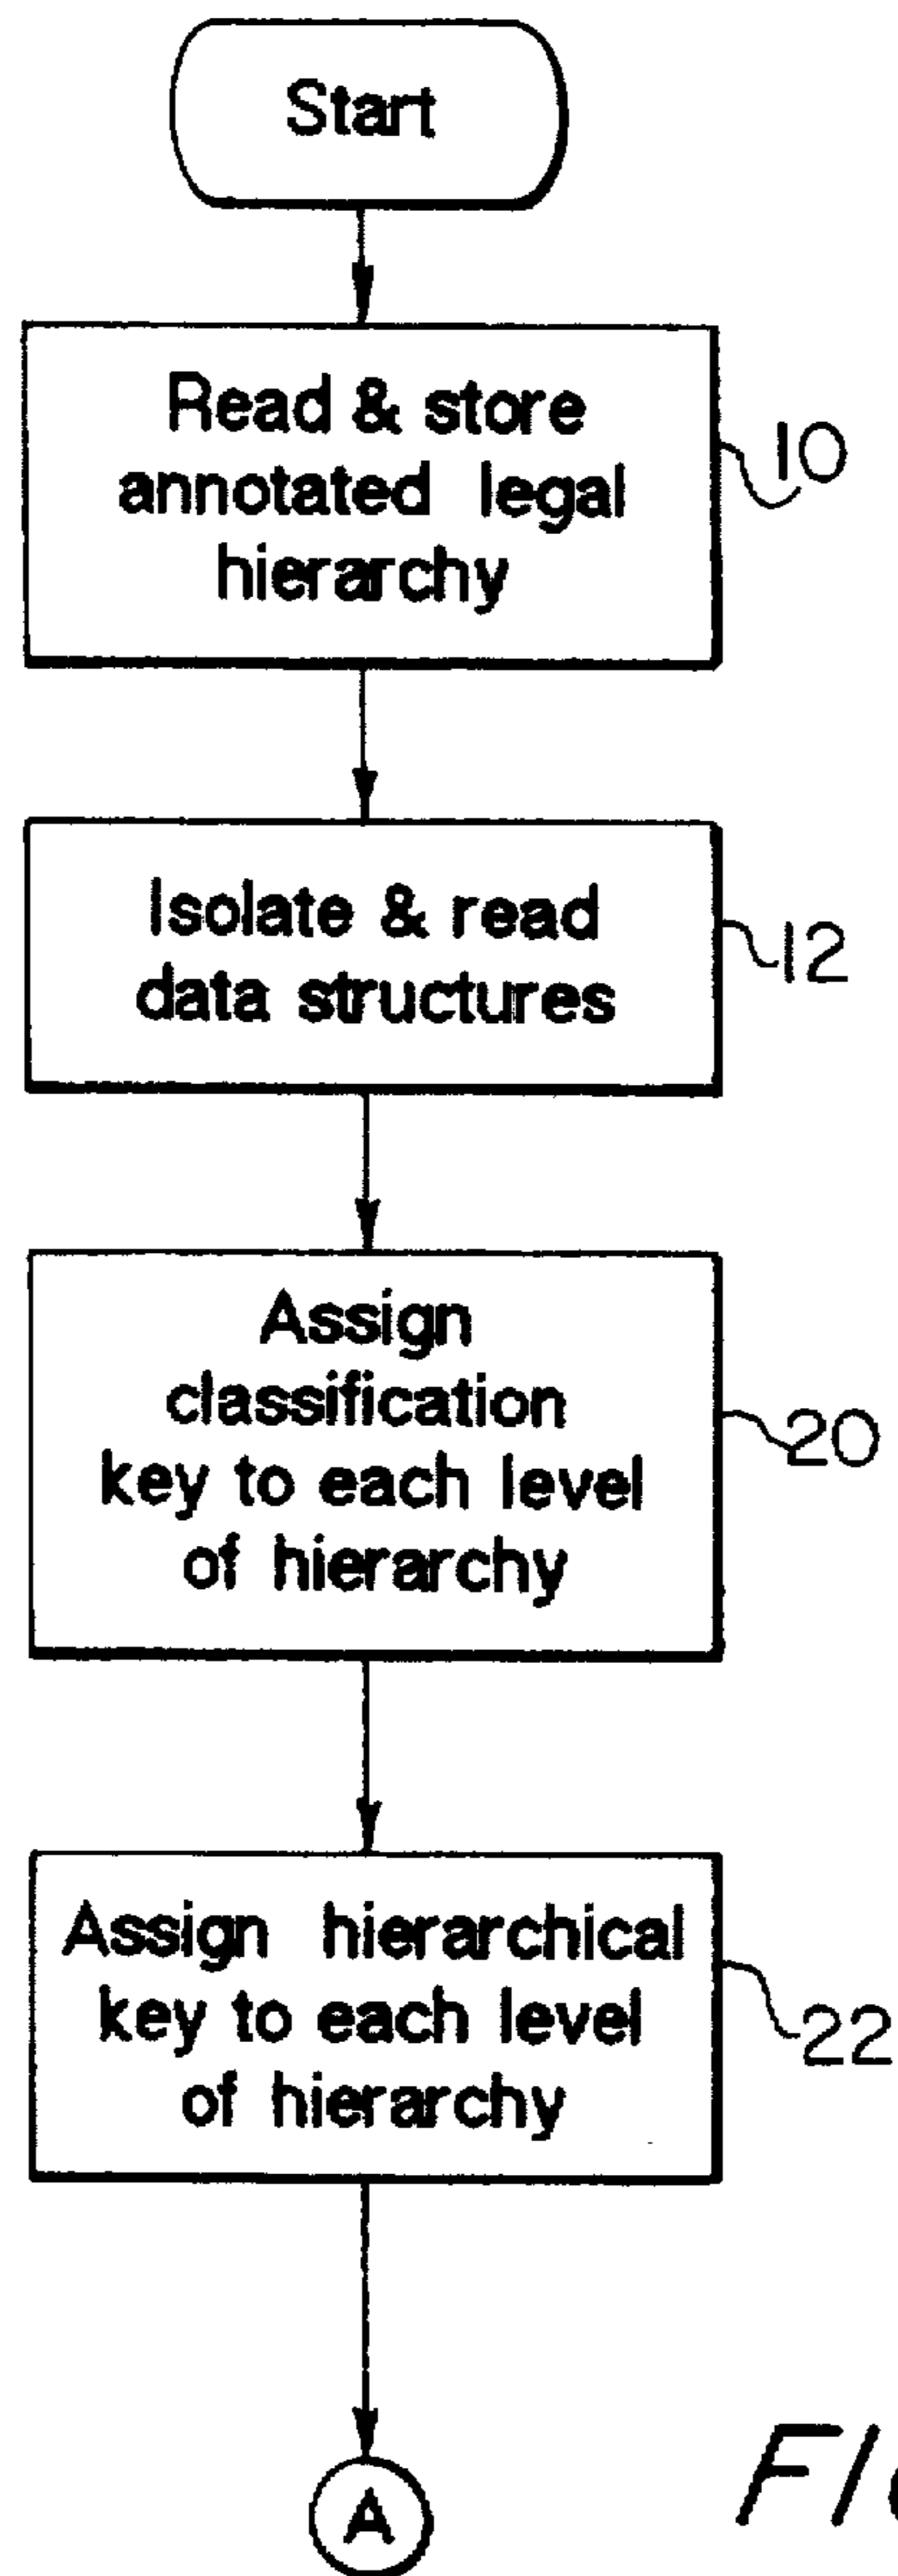 Start
Read & store
annotated legal
hierarchy
10
Isolate & read
data structures
12
Assign
classification
key to each level
of hierarchy
20
Assign hierarchical
key to each level
of hierarchy
22
A